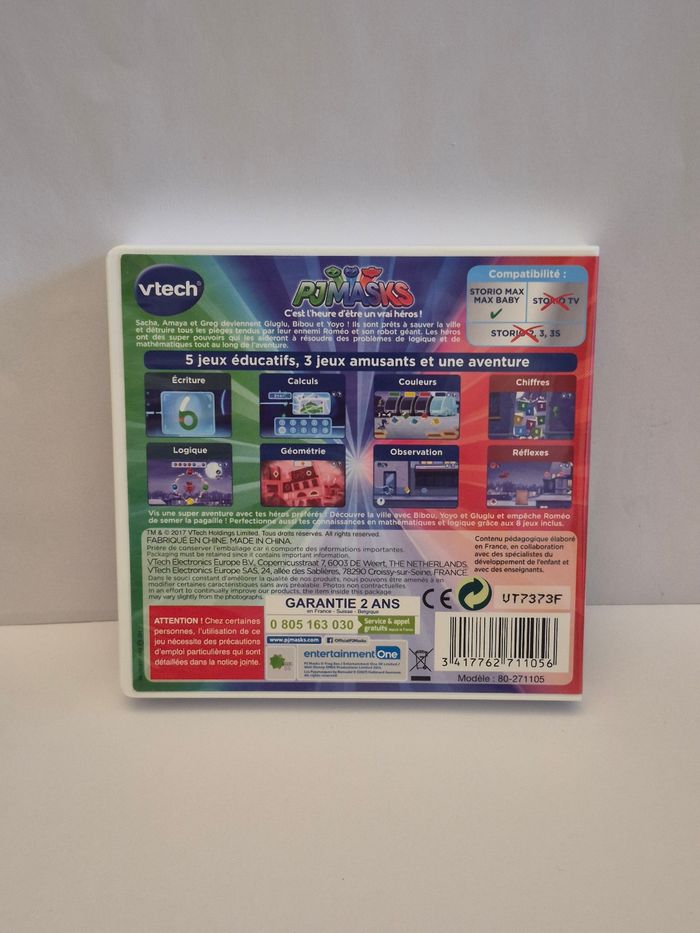 vtech
PJMASKS
C'est l'heure d'être un vrai héros !
Sacha, Amaya et Greg deviennent Gluglu, Bibou et Yoyo ! Ils sont prêts à sauver la ville
et détruire tous les pièges tendus par leur ennemi Roméo et son robot géant. Les héros
ont des super pouvoirs qui les aideront à résoudre des problèmes de logique et de
mathématiques tout au long de l'aventure.
Compatibilité :
STORIO MAX
MAX BABY
STORIO TV
STORIO 2, 3, 3S
5 jeux éducatifs, 3 jeux amusants et une aventure
Écriture
Calculs
Couleurs
Chiffres
Logique
Géométrie
Observation
Réflexes
Vis une super aventure avec tes héros préférés ! Découvre la ville avec Bibou, Yoyo et Gluglu et empêche Roméo
de semer la pagaille ! Perfectionne aussi tes connaissances en mathématiques et logique grâce aux 8 jeux inclus.
TM & © 2017 VTech Holdings Limited. Tous droits réservés. All rights reserved.
FABRIQUÉ EN CHINE. MADE IN CHINA.
Prière de conserver l'emballage car il comporte des informations importantes.
Packaging must be retained since it contains important information.
VTech Electronics Europe B.V., Copernicusstraat 7, 6003 DE Weert, THE NETHERLANDS.
VTech Electronics Europe SAS, 24, allée des Sablières, 78290 Croissy-sur-Seine, FRANCE
Dans le souci constant d'améliorer la qualité de nos produits, nous pouvons être amenés à en
modifier certaines caractéristiques sans avis préalable. Photos non contractuelles
In an effort to continually improve our products, the item inside this package
may vary slightly from the photographs.
Contenu pédagogique élaboré
en France, en collaboration
avec des spécialistes du
développement de l'enfant et
avec des enseignants.
CE
VT7373F
GARANTIE 2 ANS
en France - Suisse - Belgique
0 805 163 030
Service & appel
gratuits
www.pjmasks.com
OfficialPJMasks
ATTENTION ! Chez certaines
personnes, l'utilisation de ce
jeu nécessite des précautions
d'emploi particulières qui sont
détaillées dans la notice jointe.
entertainmentOne
3 417762 711056
Modèle : 80-271105